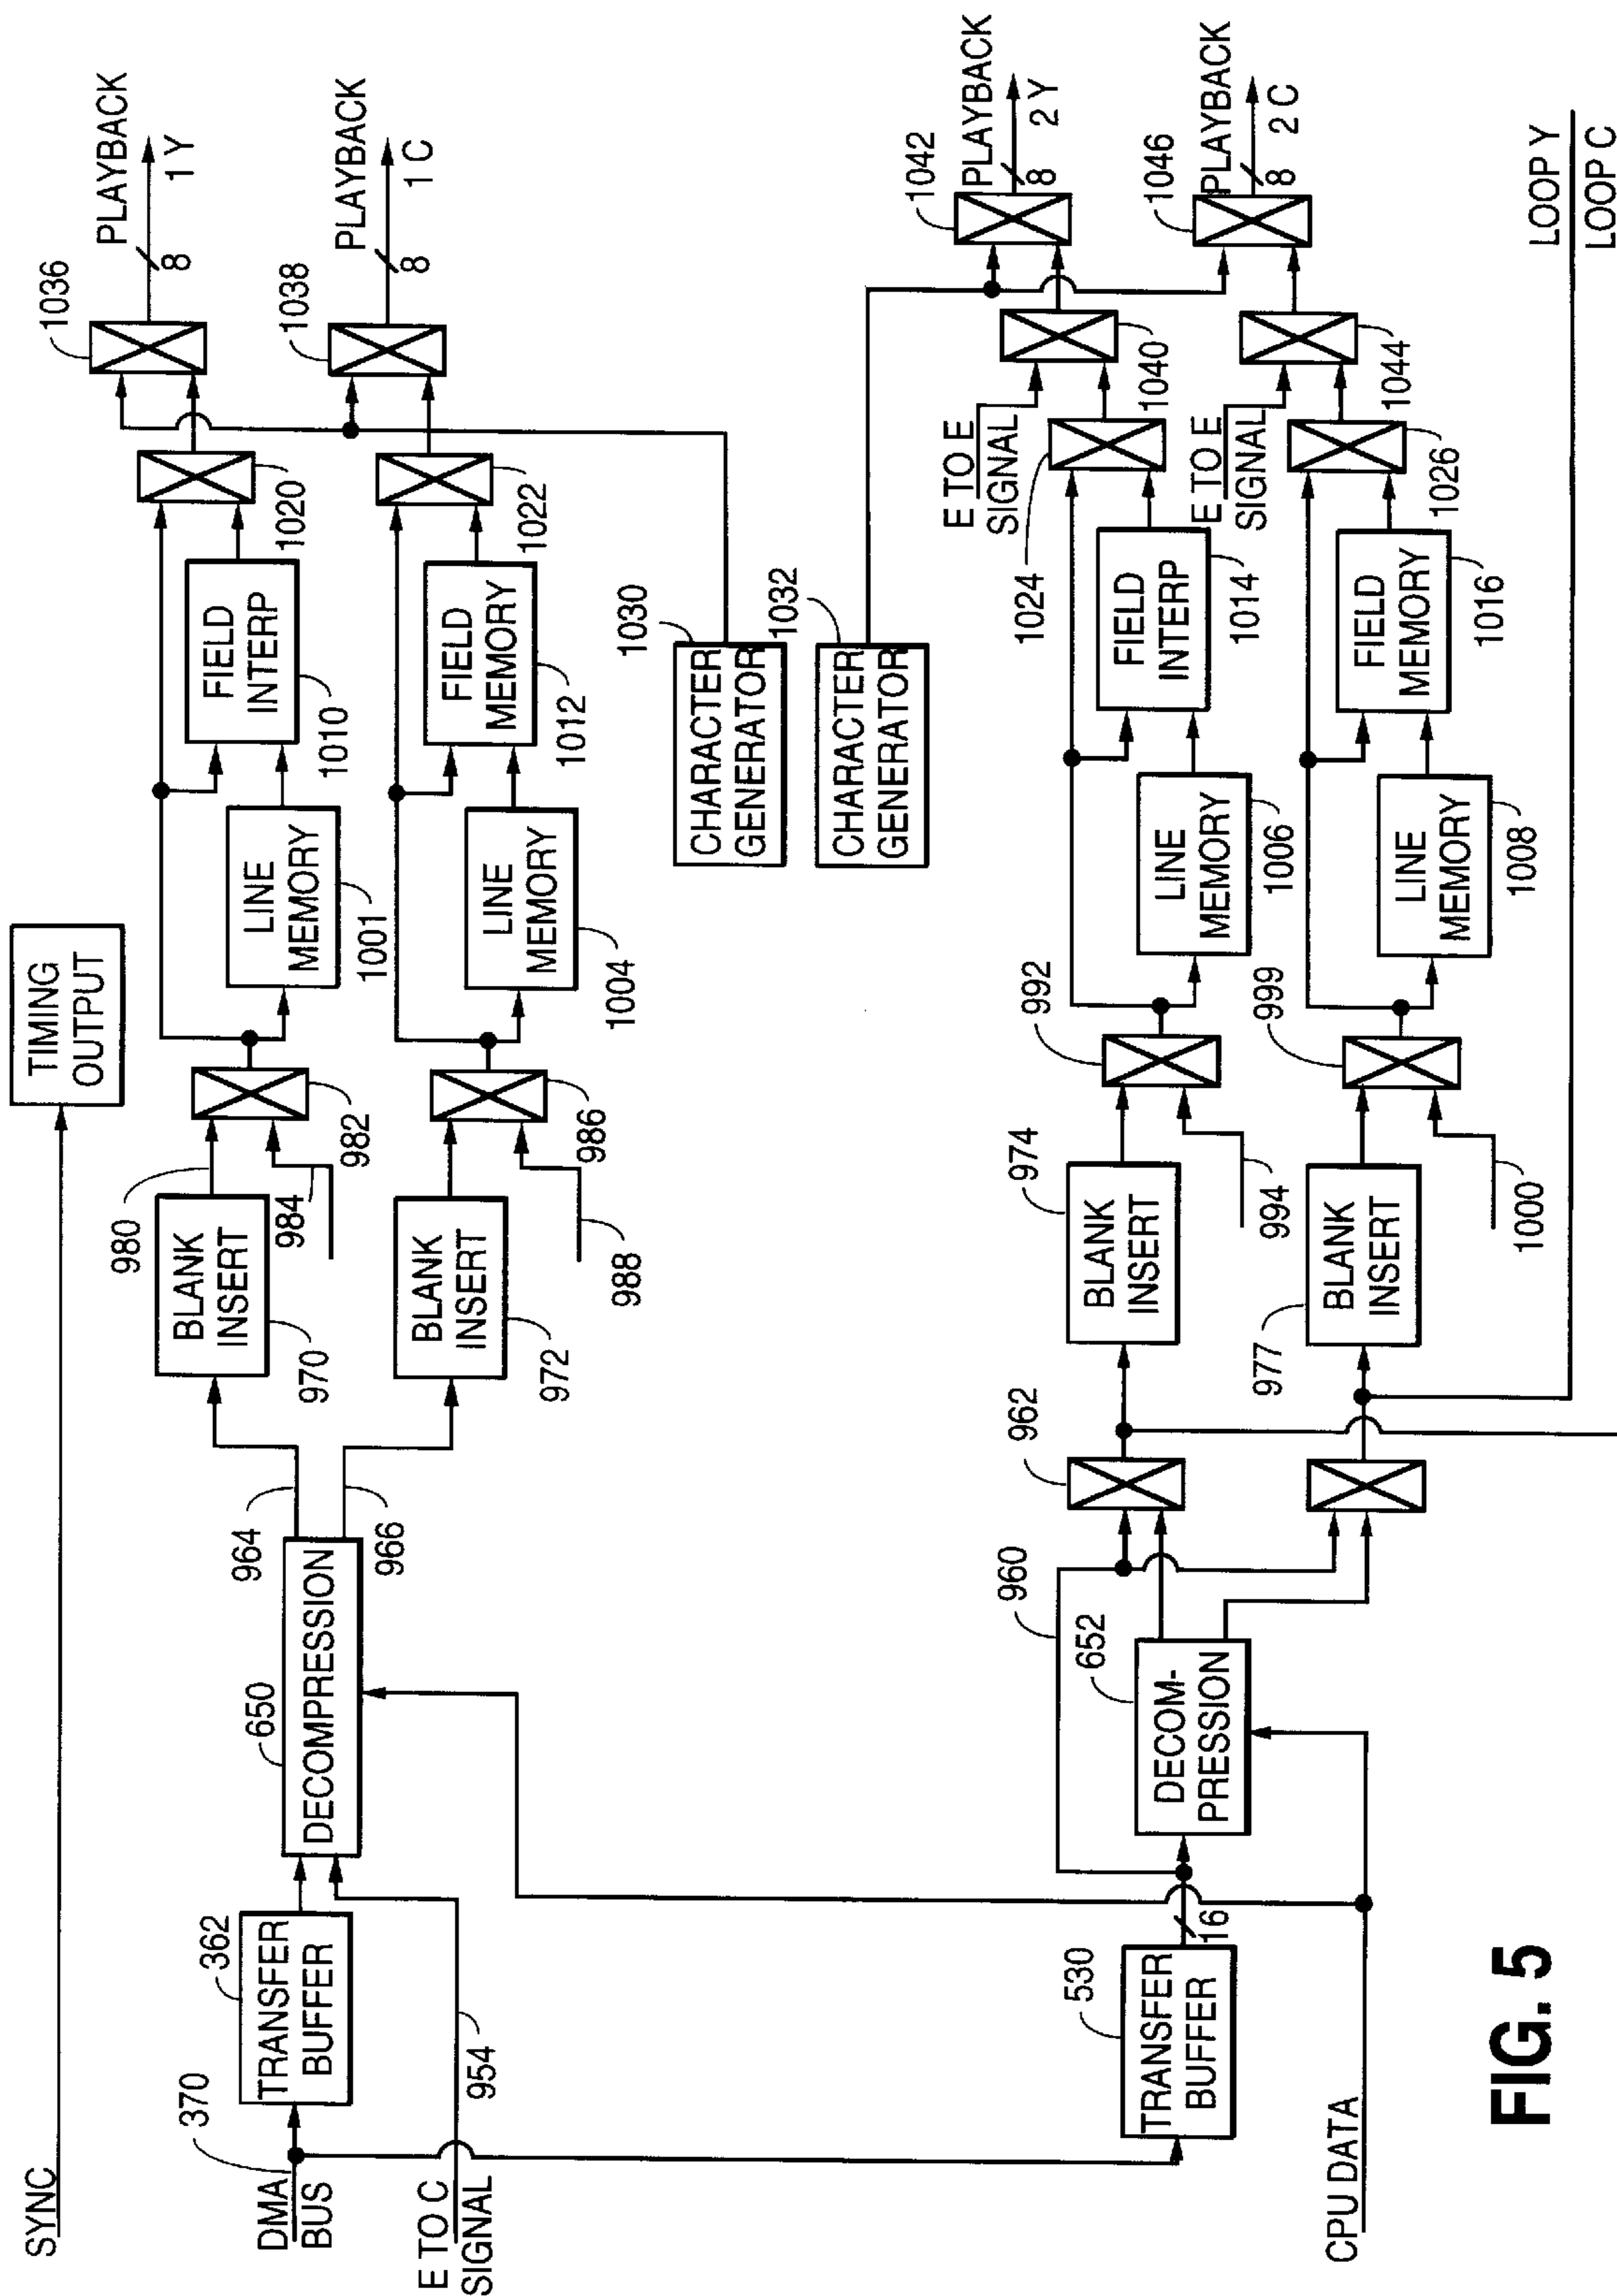 SYNC
TIMING
OUTPUT
370
DMA
BUS
362
TRANSFER
BUFFER
E TO C
SIGNAL
954
650
DECOMPRESSION
964
966
970
BLANK
INSERT
980
984
982
972
BLANK
INSERT
988
986
LINE
MEMORY
1001
LINE
MEMORY
1004
FIELD
INTERP
1010
FIELD
MEMORY
1012
1020
1022
1036
PLAYBACK
8
1 Y
1038
PLAYBACK
8
1 C
1030
CHARACTER
GENERATOR
1032
CHARACTER
GENERATOR
530
TRANSFER
BUFFER
16
CPU DATA
652
DECOM-
PRESSION
960
962
974
BLANK
INSERT
994
992
977
BLANK
INSERT
1000
999
LINE
MEMORY
1006
LINE
MEMORY
1008
FIELD
INTERP
1014
FIELD
MEMORY
1016
1024
E TO E
SIGNAL
1040
E TO E
SIGNAL
1026
1044
1042
PLAYBACK
8
2 Y
1046
PLAYBACK
8
2 C
LOOP Y
LOOP C
FIG. 5